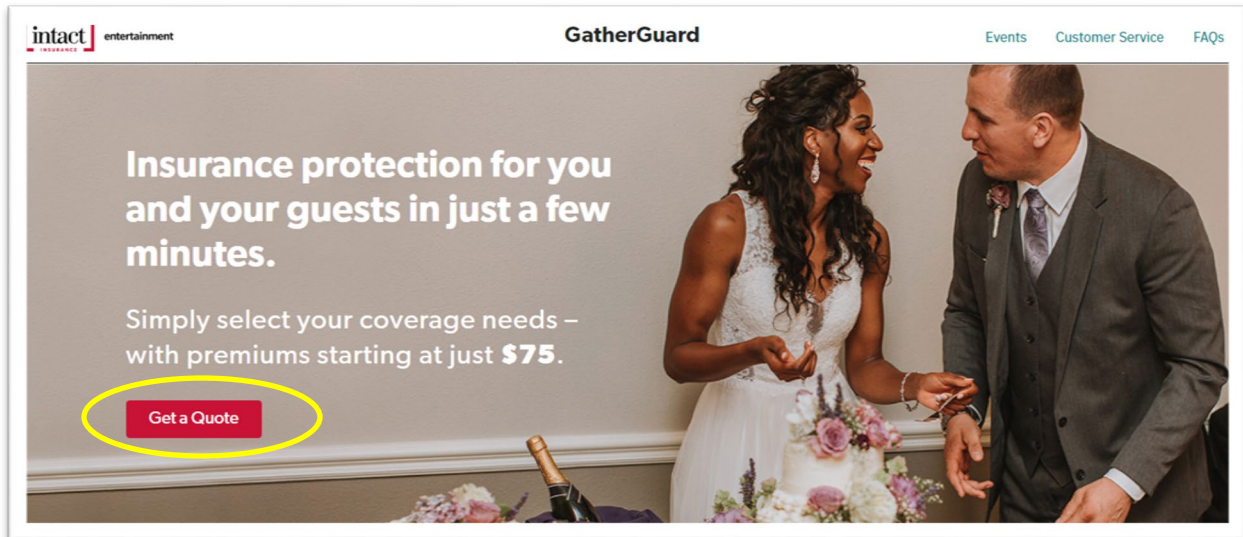 intact
INSURANCE
entertainment
GatherGuard
Events Customer Service FAQs
Insurance protection for you
and your guests in just a few
minutes.
Simply select your coverage needs –
with premiums starting at just $75.
Get a Quote